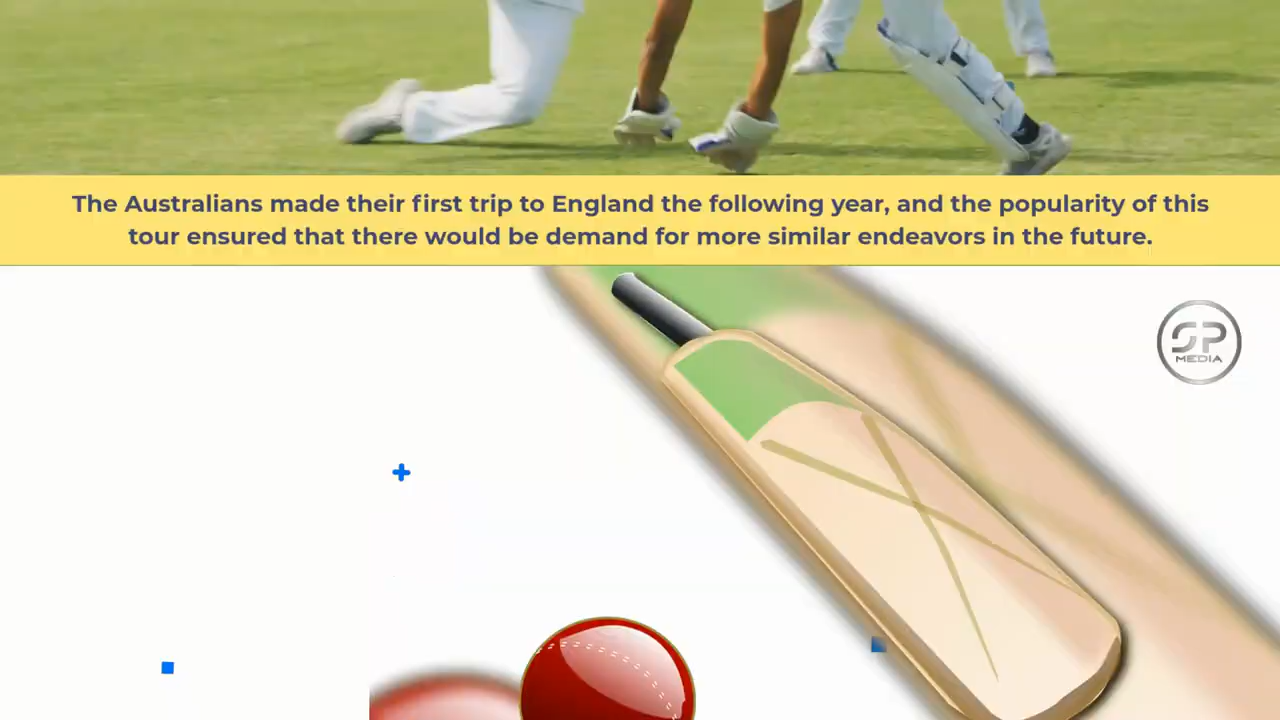 The Australians made their first trip to England the following year, and the popularity of this
tour ensured that there would be demand for more similar endeavors in the future.
SP
MEDIA